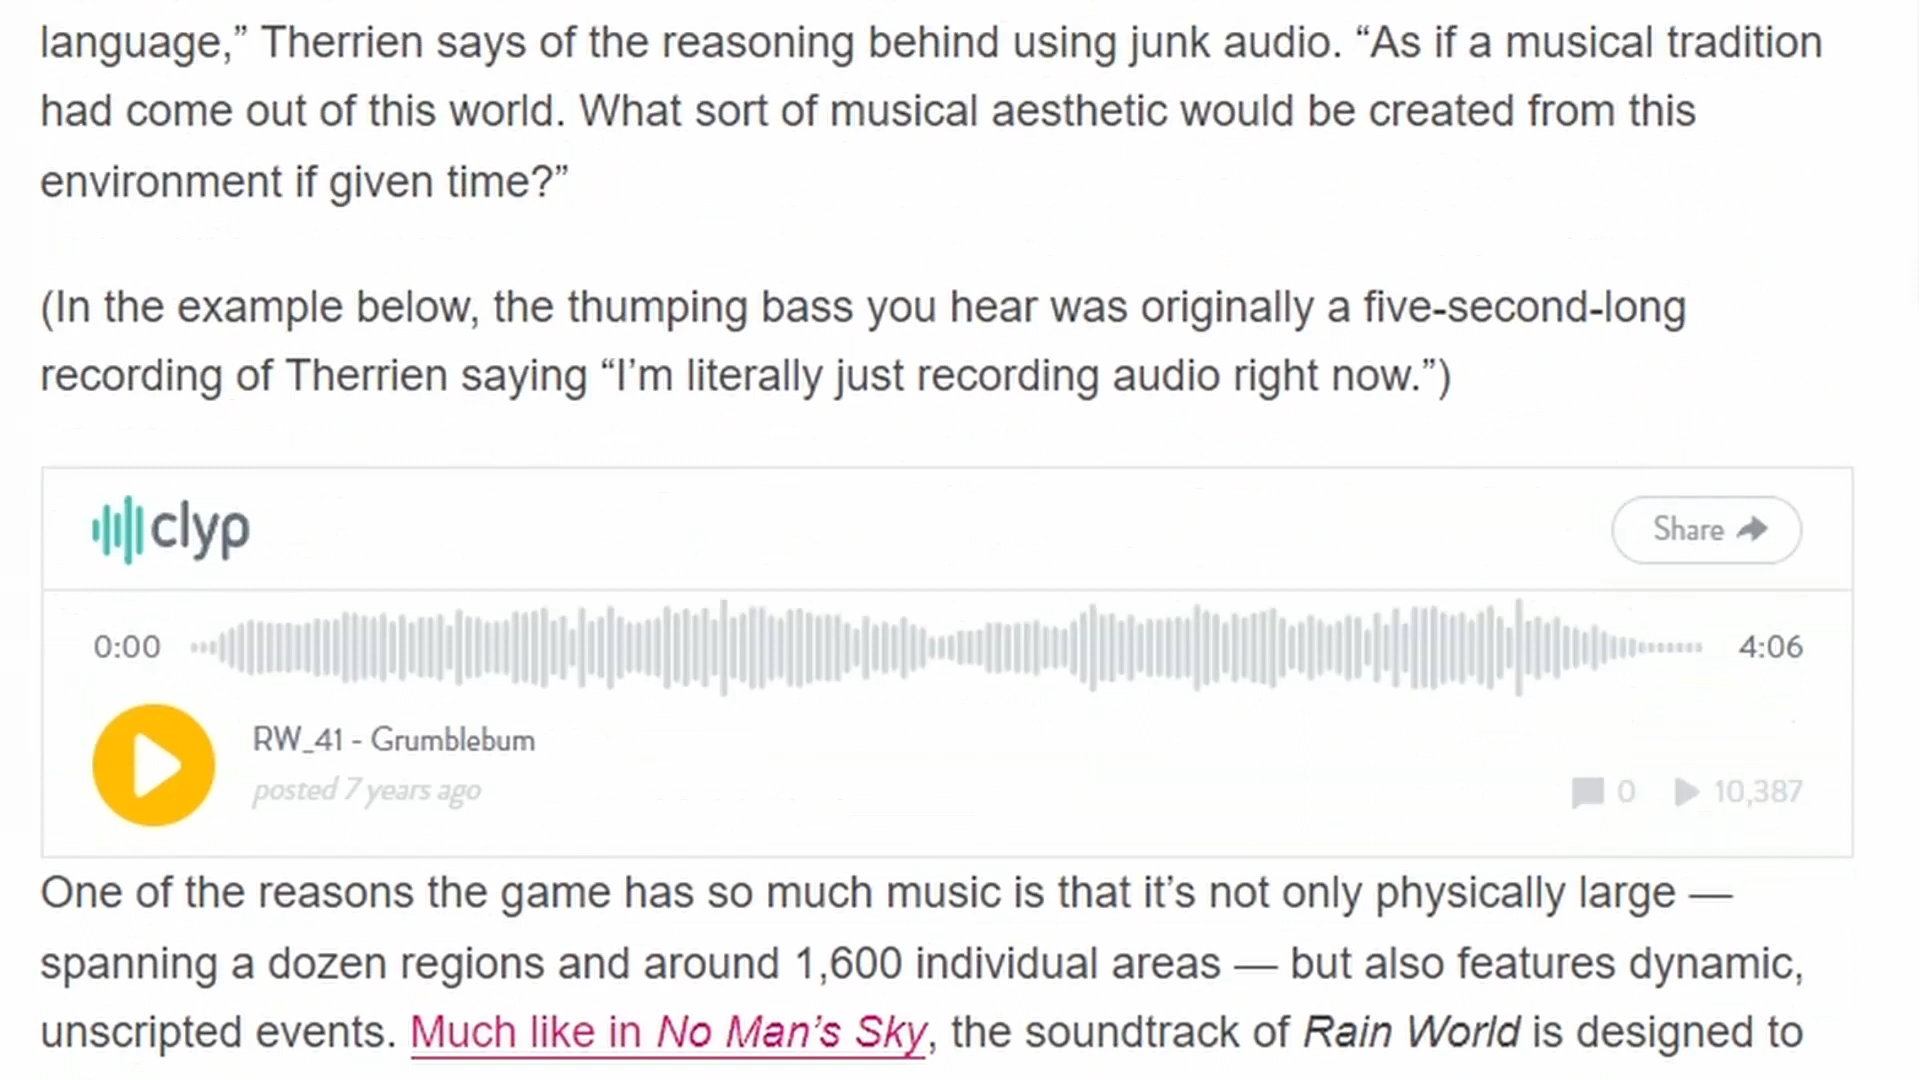 language,” Therrien says of the reasoning behind using junk audio. “As if a musical tradition
had come out of this world. What sort of musical aesthetic would be created from this
environment if given time?”
(In the example below, the thumping bass you hear was originally a five-second-long
recording of Therrien saying “I’m literally just recording audio right now.”)
clyp
Share
0:00
4:06
RW_41 - Grumblebum
posted 7 years ago
0
10,387
One of the reasons the game has so much music is that it’s not only physically large —
spanning a dozen regions and around 1,600 individual areas — but also features dynamic,
unscripted events. Much like in No Man’s Sky, the soundtrack of Rain World is designed to